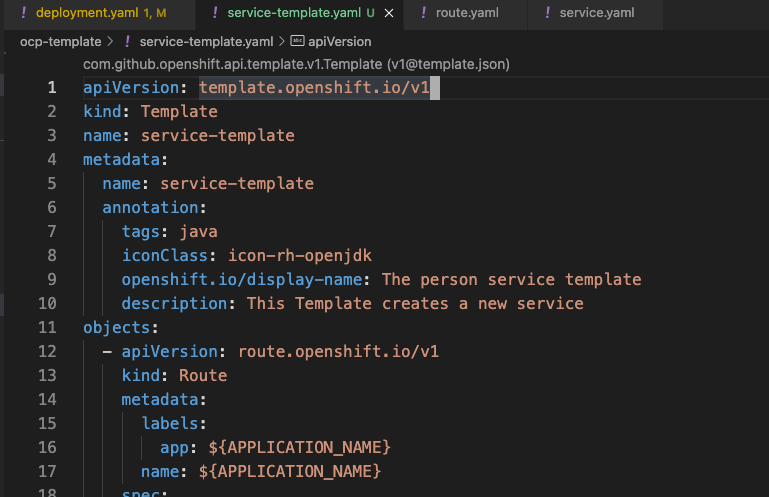 ! deployment.yaml 1, M ! service-template.yaml U × ! route.yaml ! service.yaml
ocp-template > ! service-template.yaml > abc apiVersion
com.github.openshift.api.template.v1.Template (v1@template.json)
1 apiVersion: template.openshift.io/v1
2 kind: Template
3 name: service-template
4 metadata:
5 name: service-template
6 annotation:
7 tags: java
8 iconClass: icon-rh-openjdk
9 openshift.io/display-name: The person service template
10 description: This Template creates a new service
11 objects:
12 - apiVersion: route.openshift.io/v1
13 kind: Route
14 metadata:
15 labels:
16 app: ${APPLICATION_NAME}
17 name: ${APPLICATION_NAME}
18 spec: